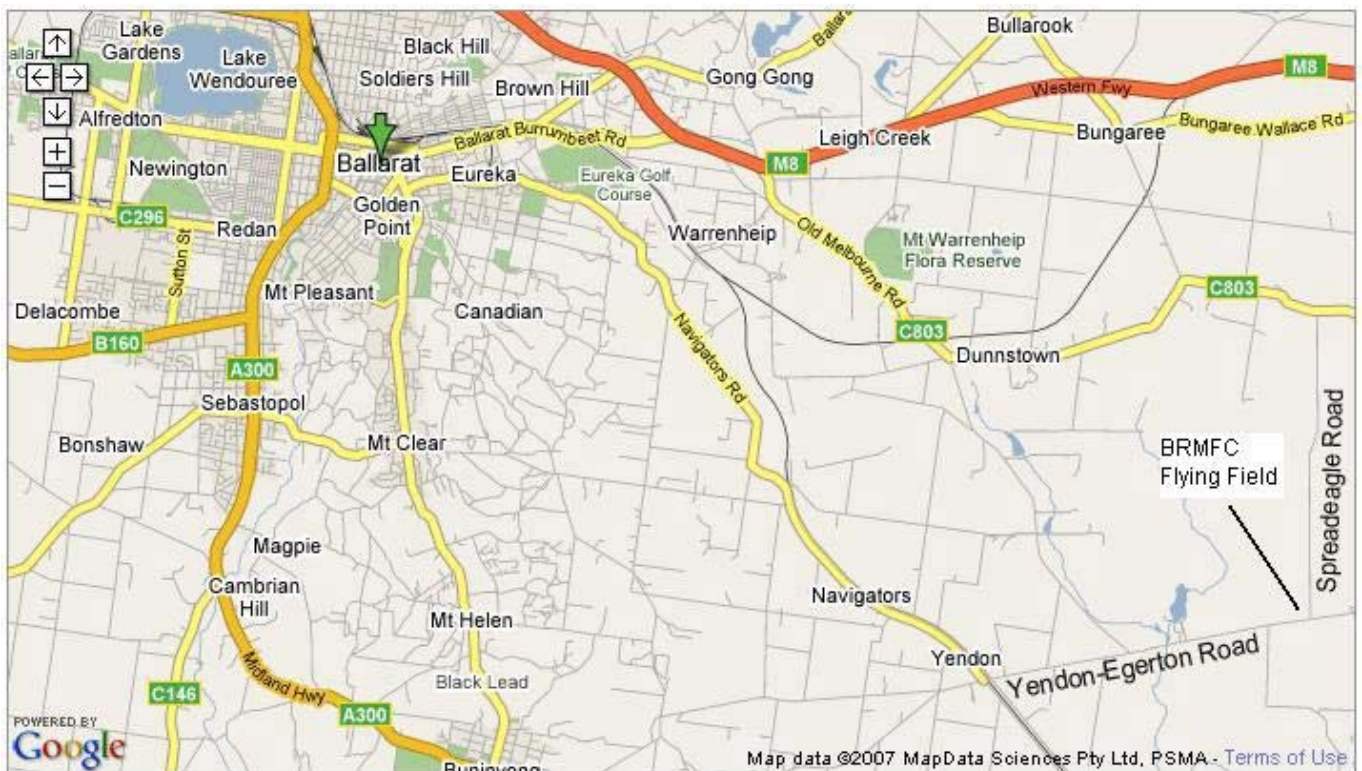 Lake
Gardens
Lake
Wendouree
Black Hill
Soldiers Hill
Brown Hill
Gong Gong
Bullarook
M8
Western Fwy
Alfredton
Ballarat Burrumbeet Rd
Leigh Creek
Bungaree
Bungaree Wallace Rd
Newington
Ballarat
Eureka
Eureka Golf
Course
M8
C296
Redan
Golden
Point
Warrenheip
Old Melbourne Rd
Mt Warrenheip
Flora Reserve
Sutton St
Mt Pleasant
Canadian
C803
Delacombe
B160
Navigators Rd
C803
Dunnstown
A300
Sebastopol
Bonshaw
Mt Clear
BRMFC
Flying Field
Spreadeagle Road
Magpie
Cambrian
Hill
Mt Helen
Navigators
Yendon
Yendon-Egerton Road
Black Lead
C146
Midland Hwy
A300
POWERED BY
Google
Map data ©2007 MapData Sciences Pty Ltd, PSMA - Terms of Use